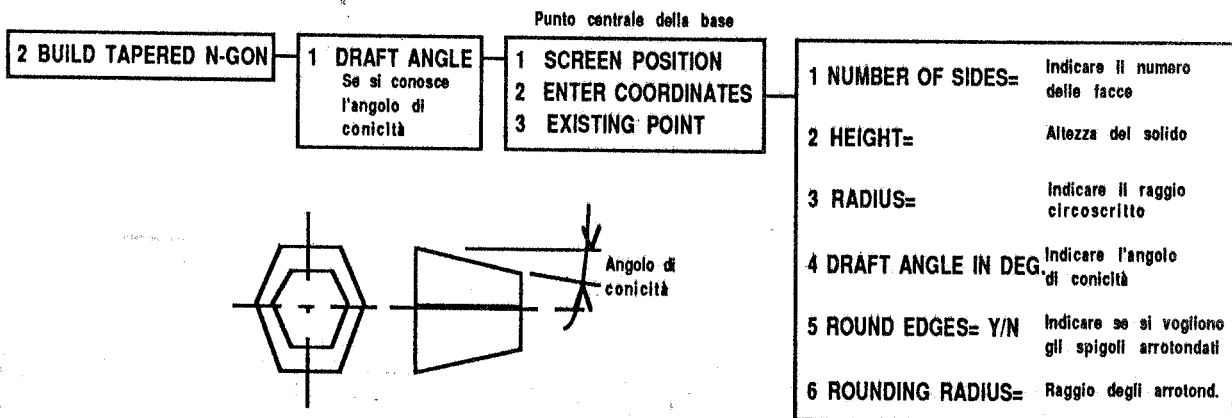 Punto centrale della base
2 BUILD TAPERED N-GON
1 DRAFT ANGLE
Se si conosce
l'angolo di
conicità
1 SCREEN POSITION
2 ENTER COORDINATES
3 EXISTING POINT
1 NUMBER OF SIDES= Indicare il numero
delle facce
2 HEIGHT= Altezza del solido
3 RADIUS= Indicare il raggio
circoscritto
4 DRAFT ANGLE IN DEG. Indicare l'angolo
di conicità
5 ROUND EDGES= Y/N Indicare se si vogliono
gli spigoli arrotondati
6 ROUNDING RADIUS= Raggio degli arrotond.
Angolo di
conicità